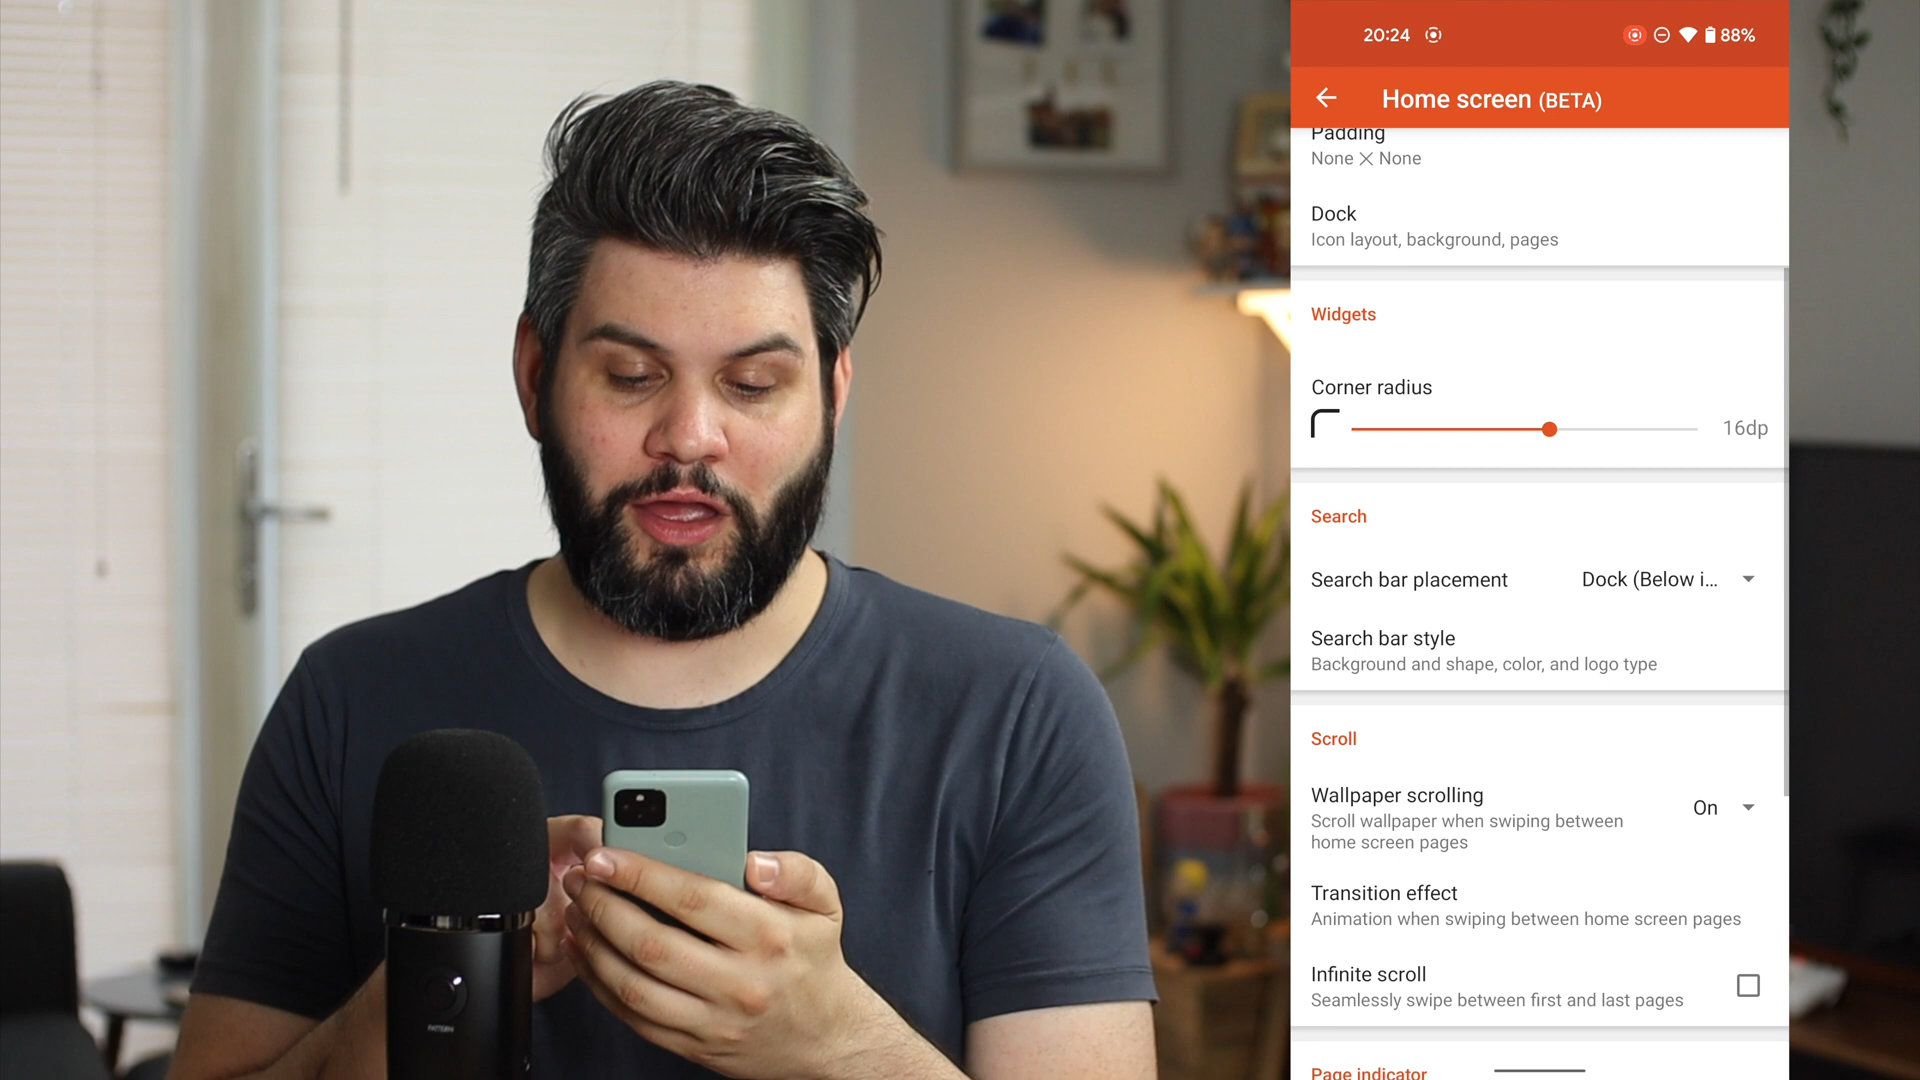 20:24
88%
Home screen (BETA)
Padding
None × None
Dock
Icon layout, background, pages
Widgets
Corner radius
16dp
Search
Search bar placement
Dock (Below i...
Search bar style
Background and shape, color, and logo type
Scroll
Wallpaper scrolling
On
Scroll wallpaper when swiping between
home screen pages
Transition effect
Animation when swiping between home screen pages
Infinite scroll
Seamlessly swipe between first and last pages
Page indicator
PATTERN